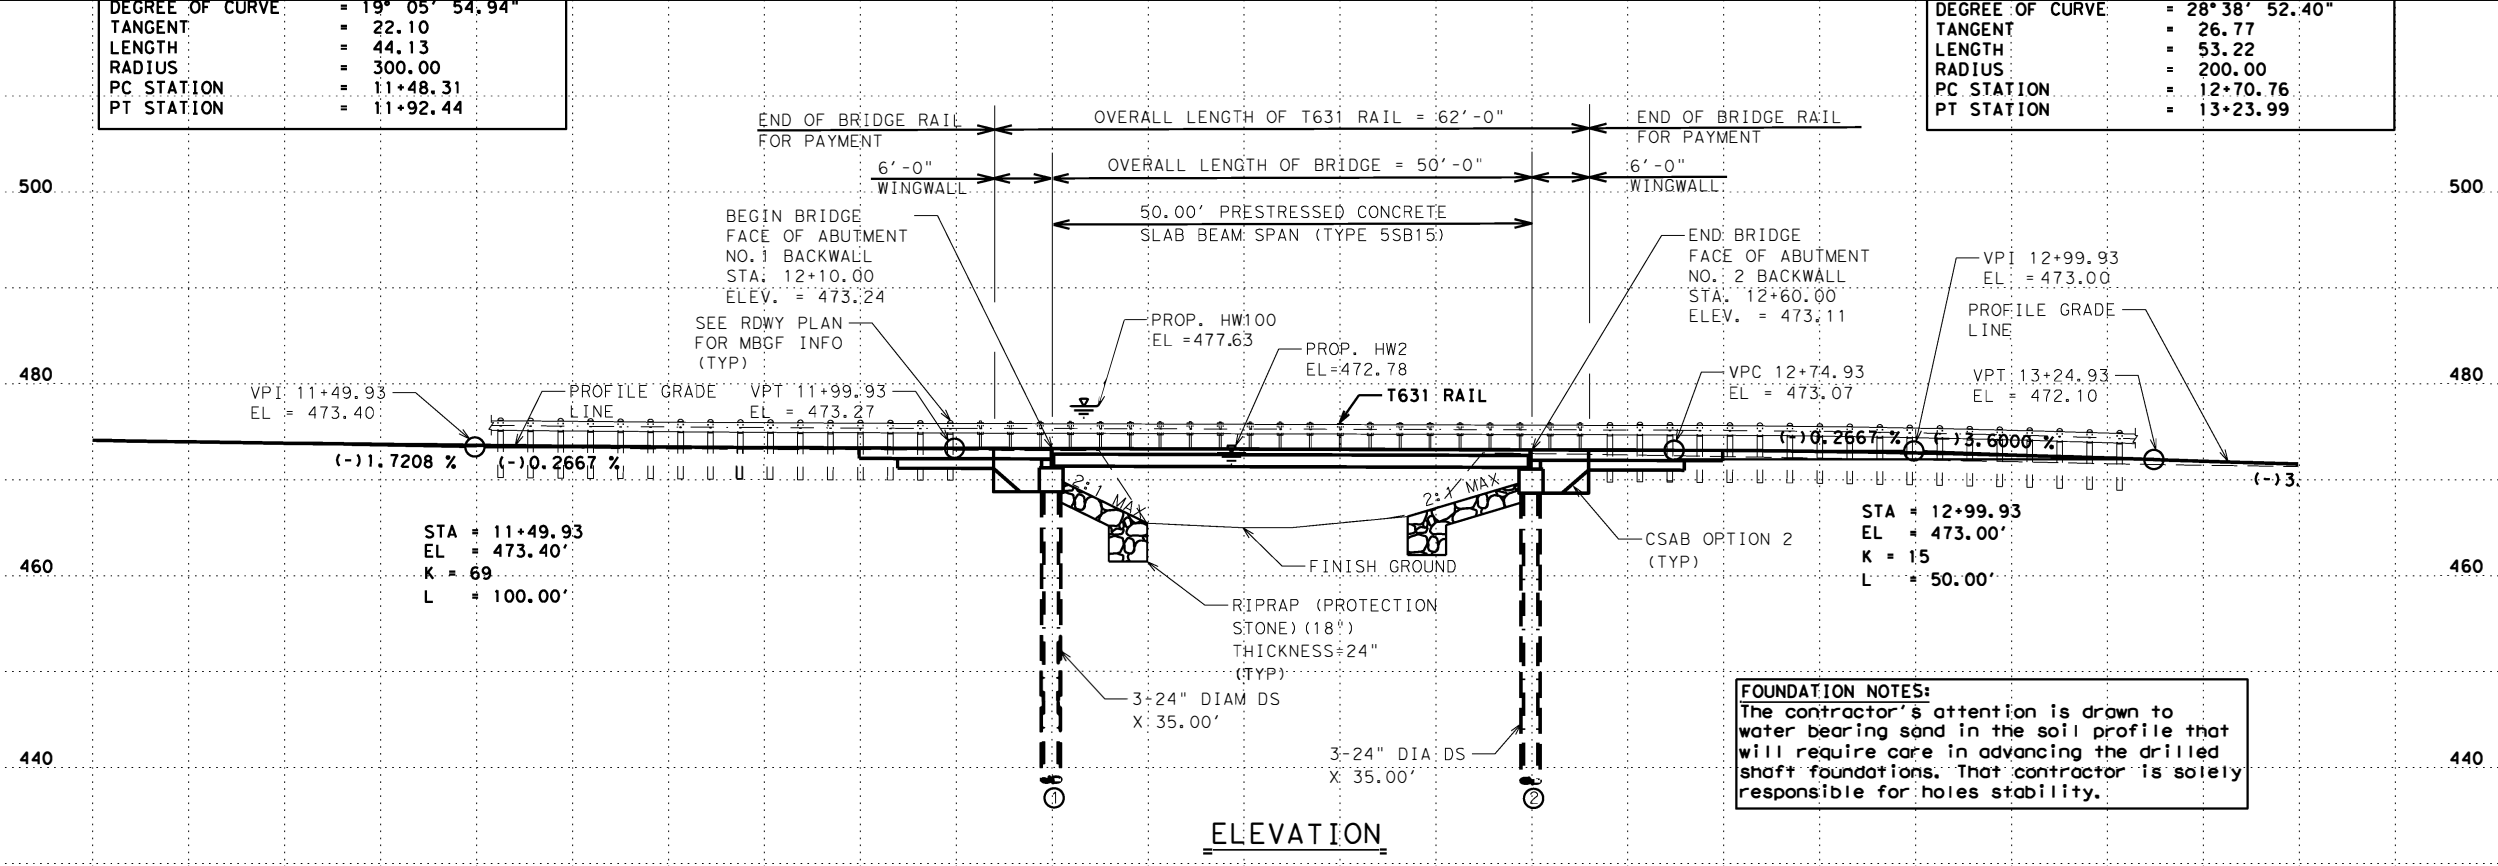 DEGREE OF CURVE = 19° 05' 54.94"
TANGENT = 22.10
LENGTH = 44.13
RADIUS = 300.00
PC STATION = 11+48.31
PT STATION = 11+92.44
DEGREE OF CURVE = 28° 38' 52.40"
TANGENT = 26.77
LENGTH = 53.22
RADIUS = 200.00
PC STATION = 12+70.76
PT STATION = 13+23.99
END OF BRIDGE RAIL
FOR PAYMENT
OVERALL LENGTH OF T631 RAIL = 62'-0"
END OF BRIDGE RAIL
FOR PAYMENT
6'-0"
WINGWALL
OVERALL LENGTH OF BRIDGE = 50'-0"
6'-0"
WINGWALL
500
500
50.00' PRESTRESSED CONCRETE
SLAB BEAM SPAN (TYPE 5SB15)
BEGIN BRIDGE
FACE OF ABUTMENT
NO.1 BACKWALL
STA. 12+10.00
ELEV. = 473.24
END BRIDGE
FACE OF ABUTMENT
NO. 2 BACKWALL
STA. 12+60.00
ELEV. = 473.11
VPI 12+99.93
EL = 473.00
PROFILE GRADE
LINE
SEE RDWY PLAN
FOR MBGF INFO
(TYP)
PROP. HW100
EL =477.63
PROP. HW2
EL=472.78
T631 RAIL
480
480
VPI 11+49.93
EL = 473.40
PROFILE GRADE
LINE
VPT 11+99.93
EL = 473.27
VPC 12+74.93
EL = 473.07
VPT 13+24.93
EL = 472.10
(-)1.7208 %
(-)0.2667 %
(-)0.2667 %
(-)3.6000 %
(-)3.
2:1 MAX
2:1 MAX
STA = 11+49.93
EL = 473.40'
K = 69
L = 100.00'
STA = 12+99.93
EL = 473.00'
K = 15
L = 50.00'
CSAB OPTION 2
(TYP)
FINISH GROUND
460
460
RIPRAP (PROTECTION
STONE)(18")
THICKNESS=24"
(TYP)
3-24" DIAM DS
X 35.00'
3-24" DIA DS
X 35.00'
440
440
FOUNDATION NOTES:
The contractor's attention is drawn to
water bearing sand in the soil profile that
will require care in advancing the drilled
shaft foundations. That contractor is solely
responsible for holes stability.
1
2
ELEVATION